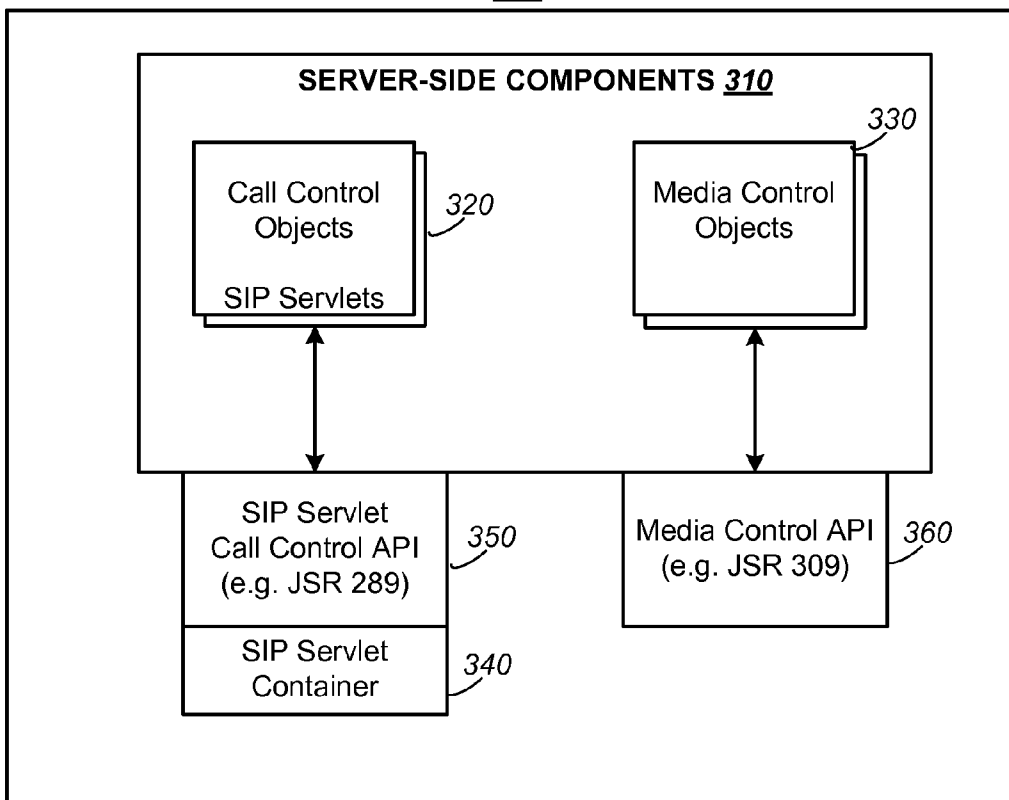 SERVER-SIDE COMPONENTS 310
330
Call Control
Objects
SIP Servlets
320
Media Control
Objects
SIP Servlet
Call Control API
(e.g. JSR 289)
350
Media Control API
(e.g. JSR 309)
360
SIP Servlet
Container
340